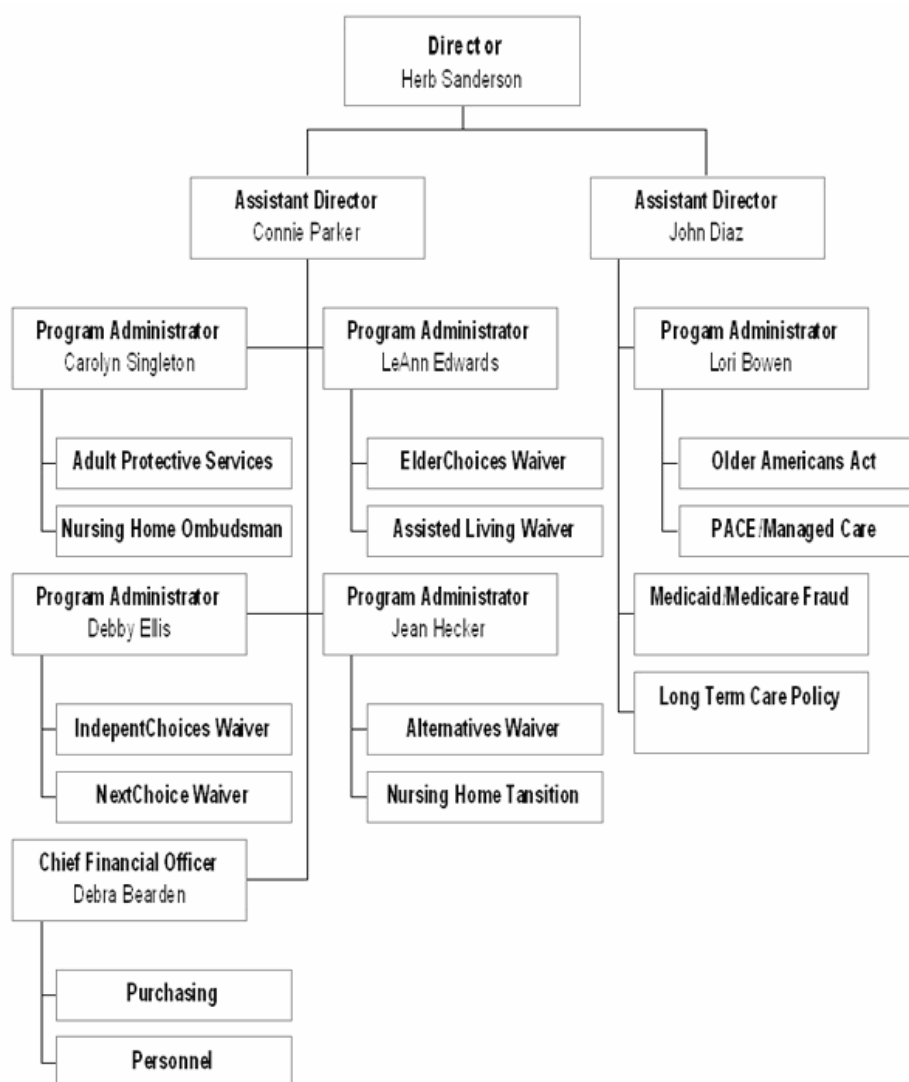 Director
Herb Sanderson
Assistant Director
Connie Parker
Assistant Director
John Diaz
Program Administrator
Carolyn Singleton
Program Administrator
LeAnn Edwards
Progam Administrator
Lori Bowen
Adult Protective Services
ElderChoices Waiver
Older Americans Act
Nursing Home Ombudsman
Assisted Living Waiver
PACE/Managed Care
Program Administrator
Debby Ellis
Program Administrator
Jean Hecker
Medicaid/Medicare Fraud
Long Term Care Policy
IndepentChoices Waiver
Alternatives Waiver
NextChoice Waiver
Nursing Home Tansition
Chief Financial Officer
Debra Bearden
Purchasing
Personnel